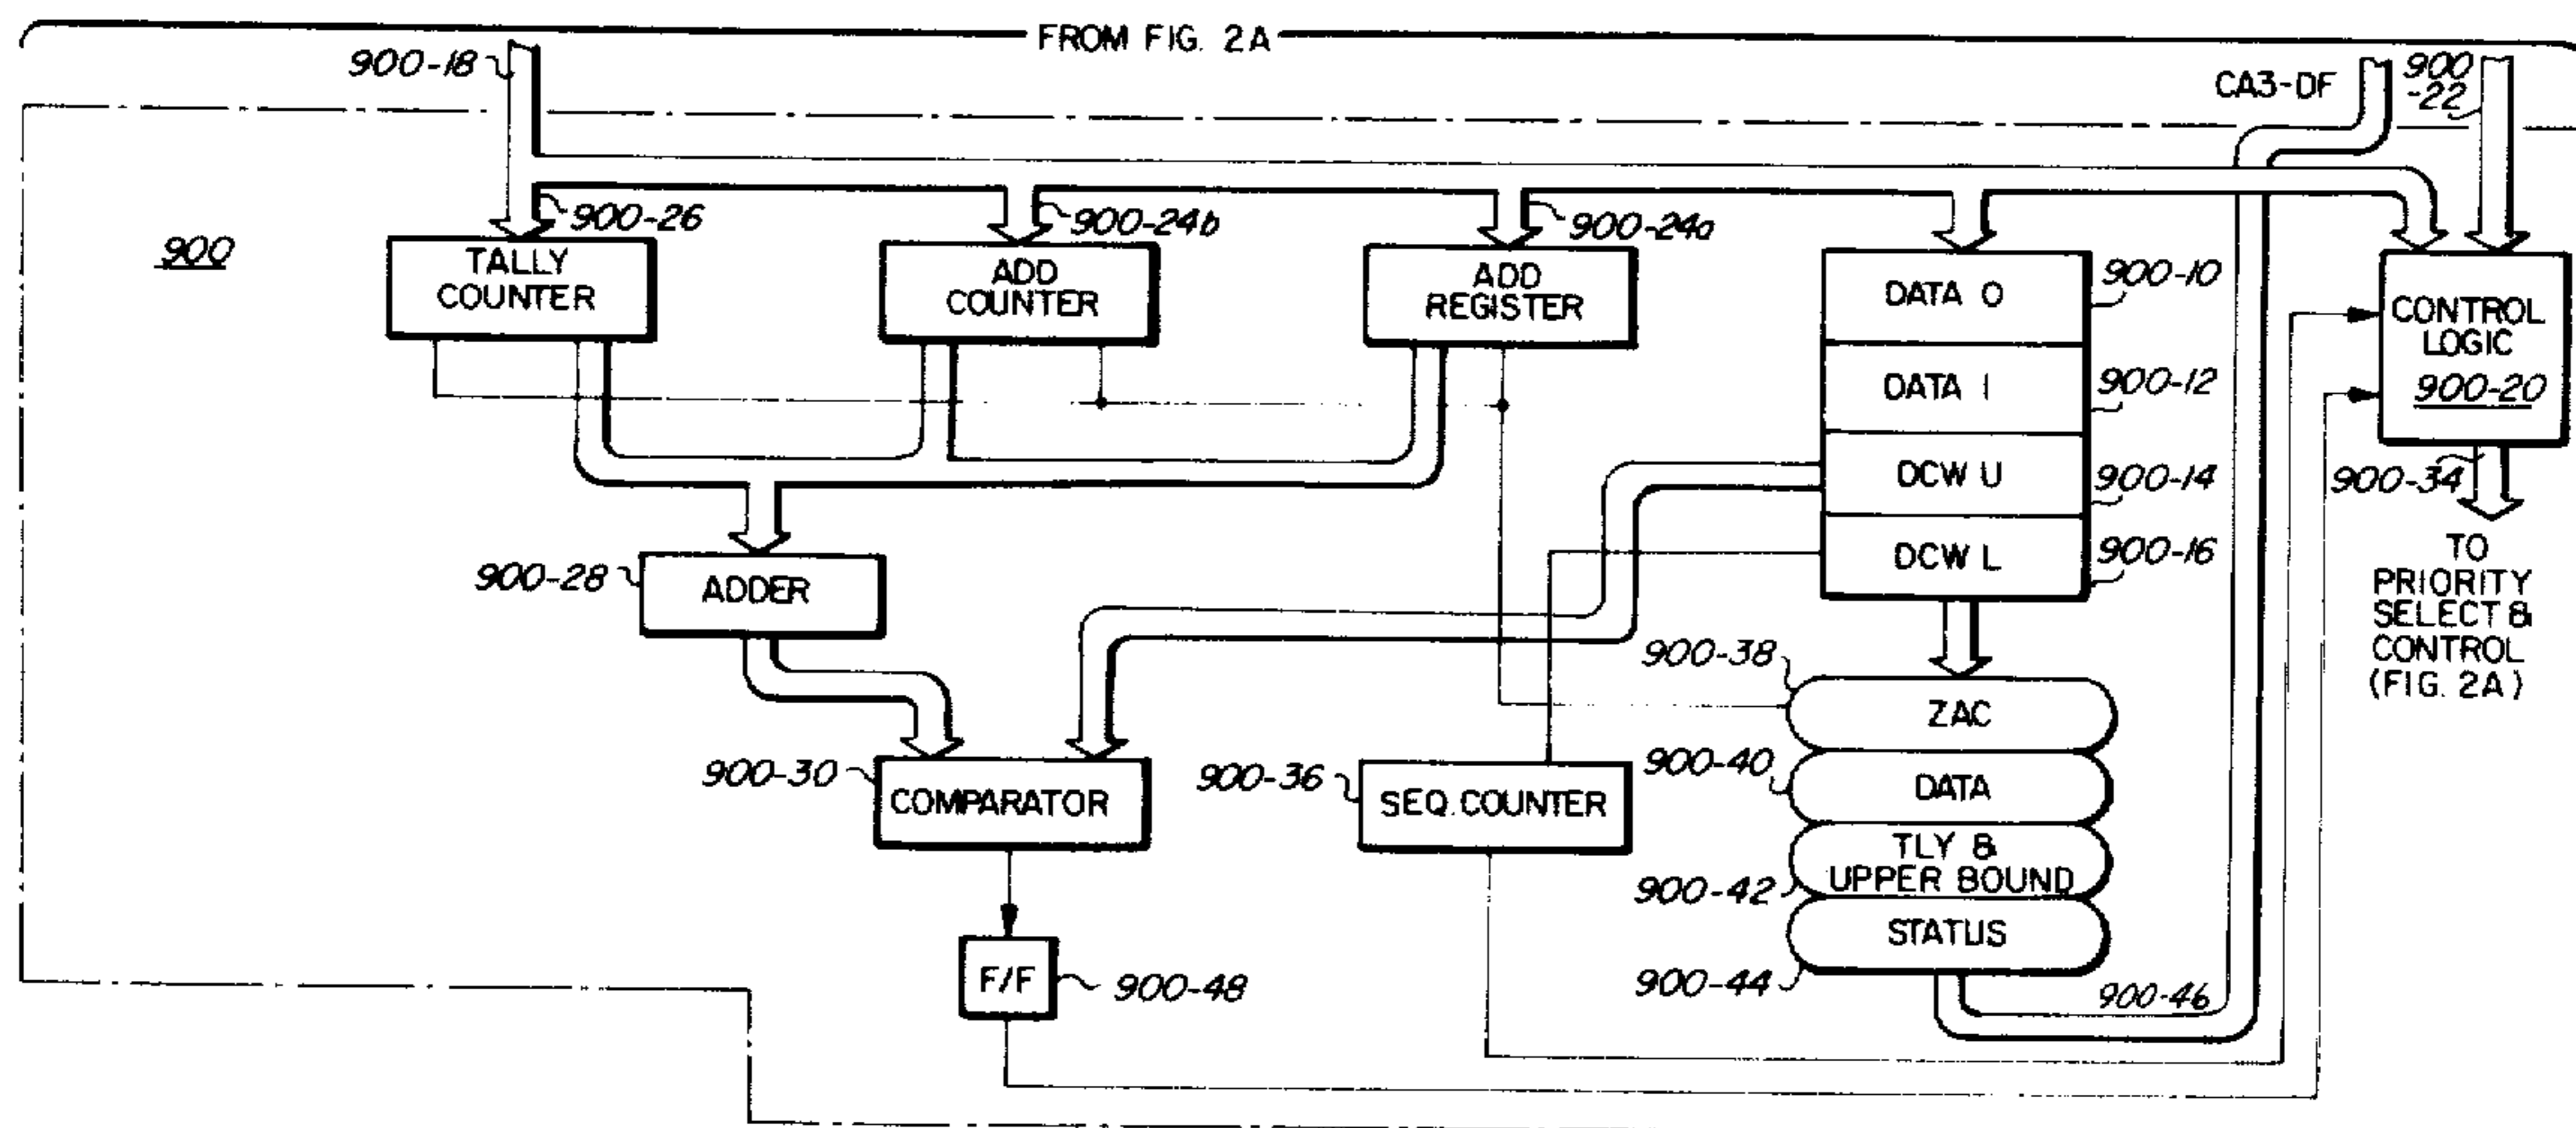 FROM FIG. 2A
900-18
CA3-DF
900
-22
900
900-26
900-24b
900-24a
TALLY
COUNTER
ADD
COUNTER
ADD
REGISTER
DATA 0
900-10
DATA 1
900-12
DCW U
900-14
DCW L
900-16
CONTROL
LOGIC
900-20
900-34
TO
PRIORITY
SELECT &
CONTROL
(FIG. 2A)
900-28
ADDER
900-38
ZAC
900-30
COMPARATOR
900-36
SEQ. COUNTER
900-40
DATA
900-42
TLY &
UPPER BOUND
900-44
STATUS
900-46
F/F
900-48